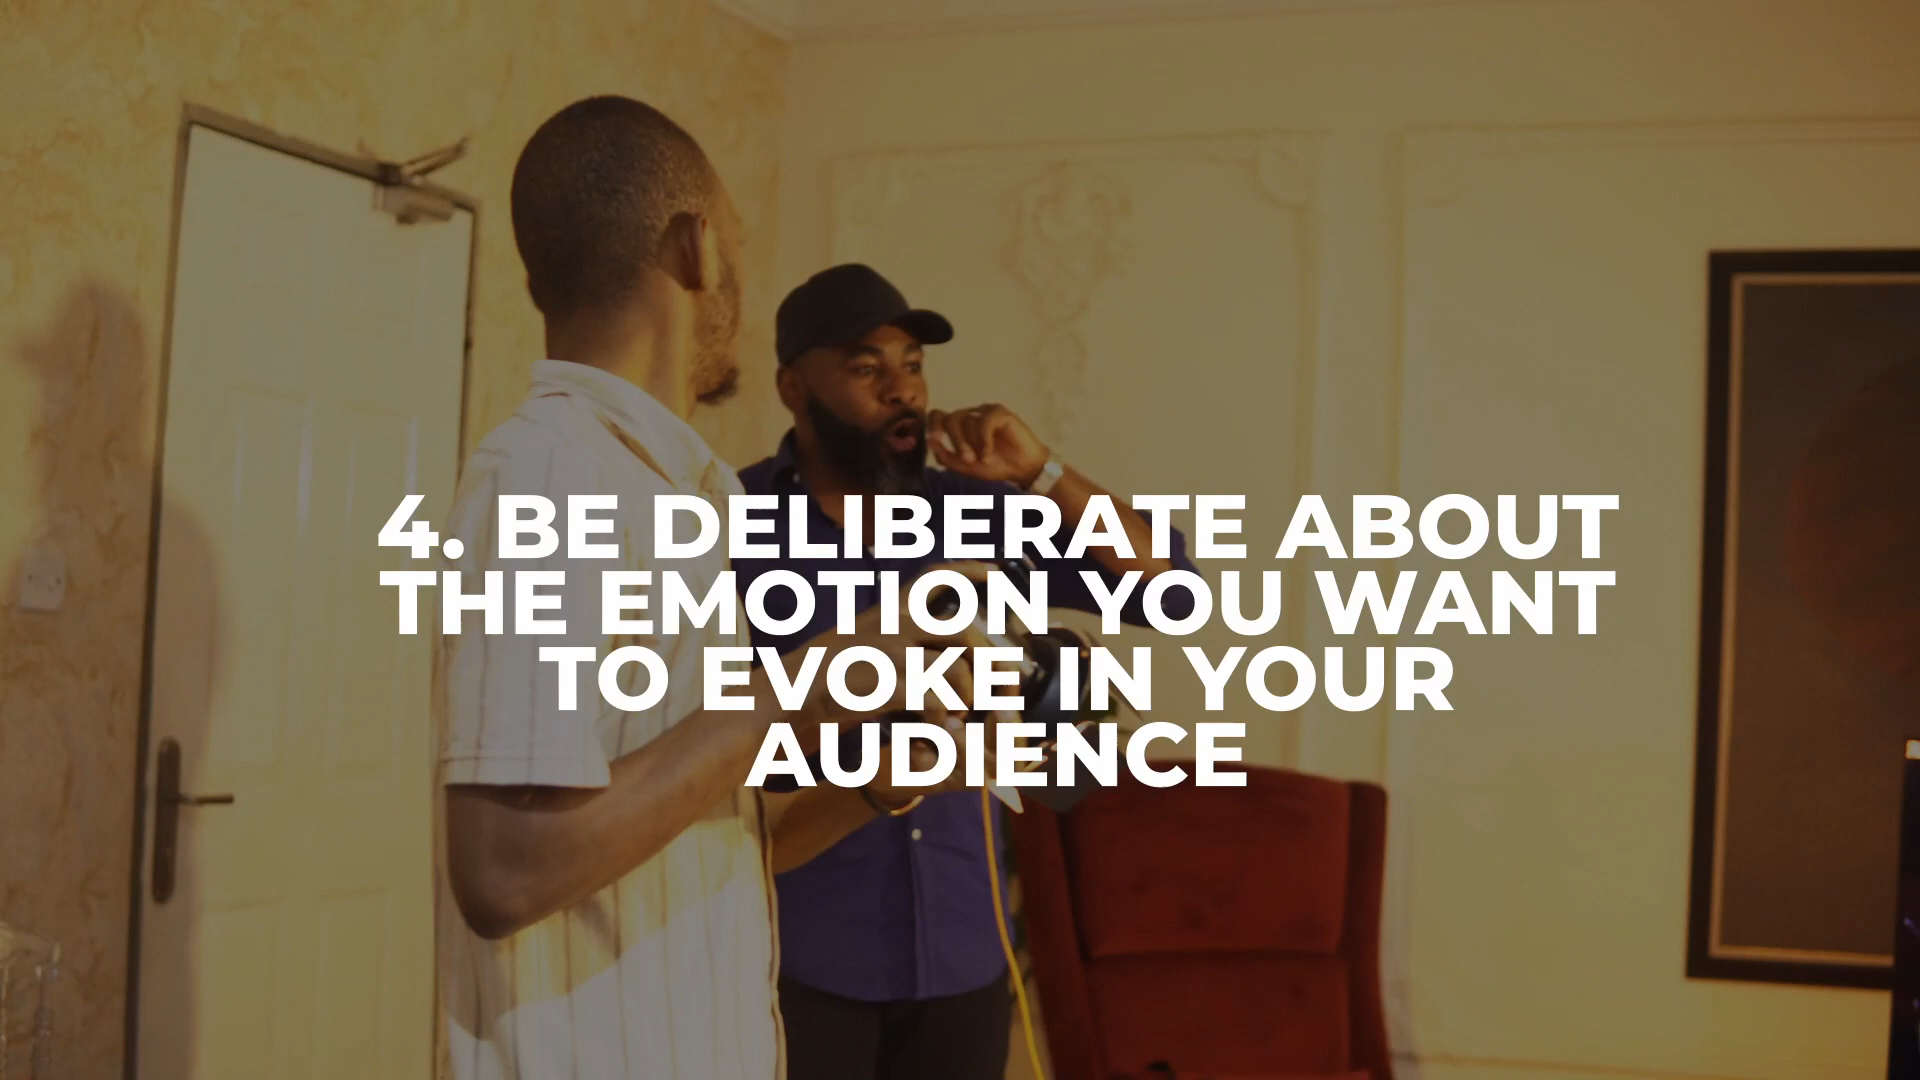 4. BE DELIBERATE ABOUT
THE EMOTION YOU WANT
TO EVOKE IN YOUR
AUDIENCE